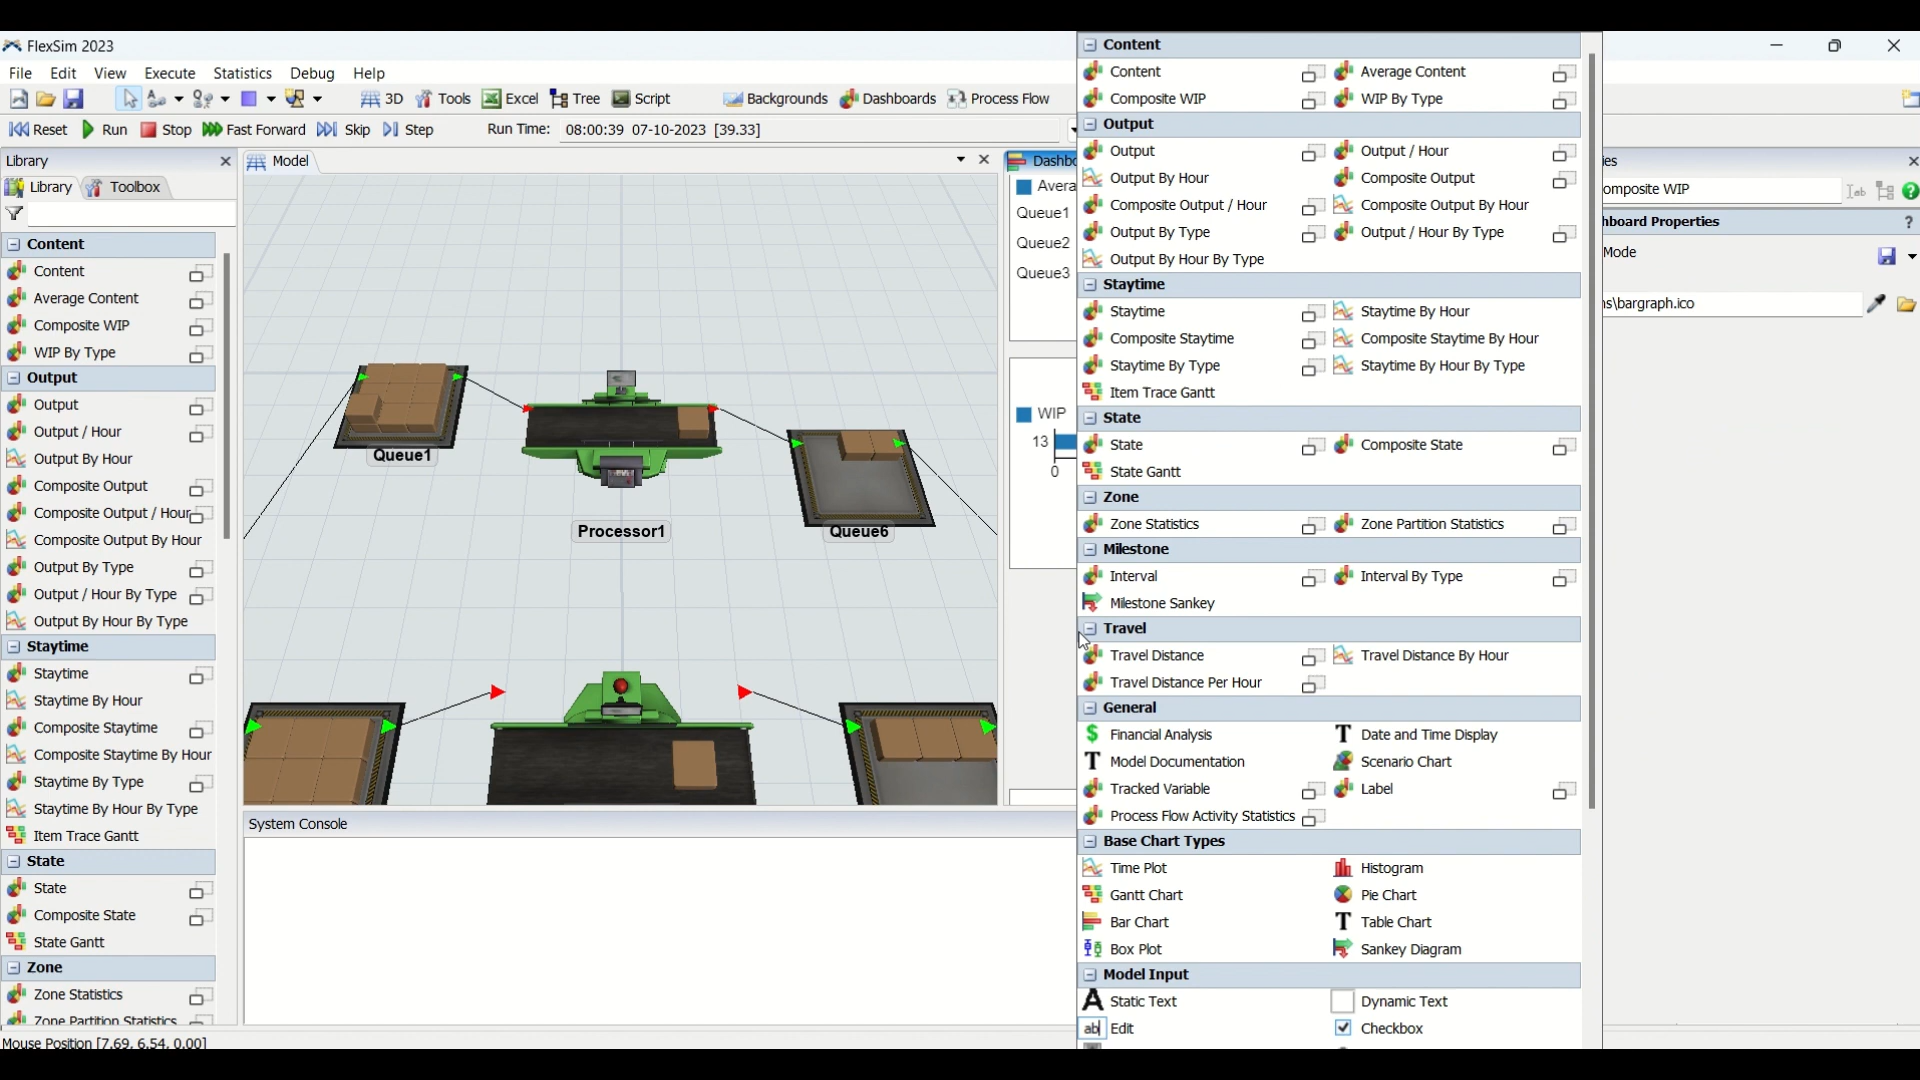 FlexSim 2023
File Edit View Execute Statistics Debug Help
3D Tools Excel Tree Script Backgrounds Dashboards Process Flow
Reset Run Stop Fast Forward Skip Step Run Time: 08:00:39 07-10-2023 [39.33]
Library
Library Toolbox
Content
Content
Average Content
Composite WIP
WIP By Type
Output
Output
Output / Hour
Output By Hour
Composite Output
Composite Output / Hour
Composite Output By Hour
Output By Type
Output / Hour By Type
Output By Hour By Type
Staytime
Staytime
Staytime By Hour
Composite Staytime
Composite Staytime By Hour
Staytime By Type
Staytime By Hour By Type
Item Trace Gantt
State
State
Composite State
State Gantt
Zone
Zone Statistics
Zone Partition Statistics
Mouse Position [7.69, 6.54, 0.00]
Model
Queue1
Processor1
Queue6
System Console
Dashbo
Avera
Queue1
Queue2
Queue3
WIP
13
0
Content
Content Average Content
Composite WIP WIP By Type
Output
Output Output / Hour
Output By Hour Composite Output
Composite Output / Hour Composite Output By Hour
Output By Type Output / Hour By Type
Output By Hour By Type
Staytime
Staytime Staytime By Hour
Composite Staytime Composite Staytime By Hour
Staytime By Type Staytime By Hour By Type
Item Trace Gantt
State
State Composite State
State Gantt
Zone
Zone Statistics Zone Partition Statistics
Milestone
Interval Interval By Type
Milestone Sankey
Travel
Travel Distance Travel Distance By Hour
Travel Distance Per Hour
General
Financial Analysis Date and Time Display
Model Documentation Scenario Chart
Tracked Variable Label
Process Flow Activity Statistics
Base Chart Types
Time Plot Histogram
Gantt Chart Pie Chart
Bar Chart Table Chart
Box Plot Sankey Diagram
Model Input
Static Text Dynamic Text
ab Edit Checkbox
ies
omposite WIP
hboard Properties ?
Mode
s\bargraph.ico